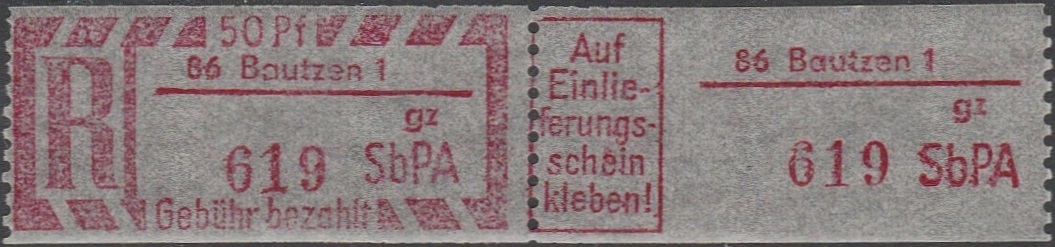 50 Pf
R
86 Bautzen 1
gz
619 SbPA
Gebühr bezahlt
Auf
Einlie-
ferungs-
schein
kleben!
86 Bautzen 1
gz
619 SbPA